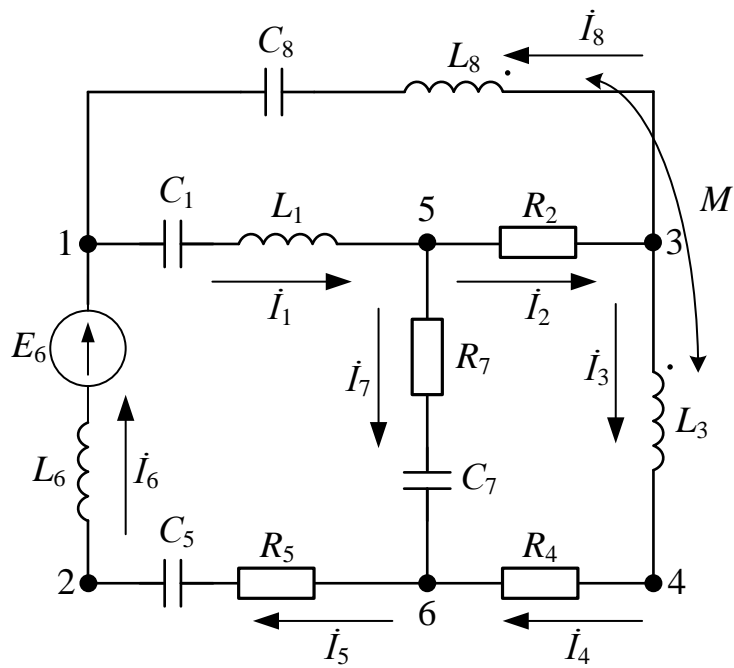 C₈
L₈
İ₈
M
C₁
L₁
5
R₂
1
3
İ₁
İ₂
E₆
R₇
İ₇
İ₃
L₃
L₆
İ₆
C₇
C₅
R₅
R₄
2
6
4
İ₅
İ₄